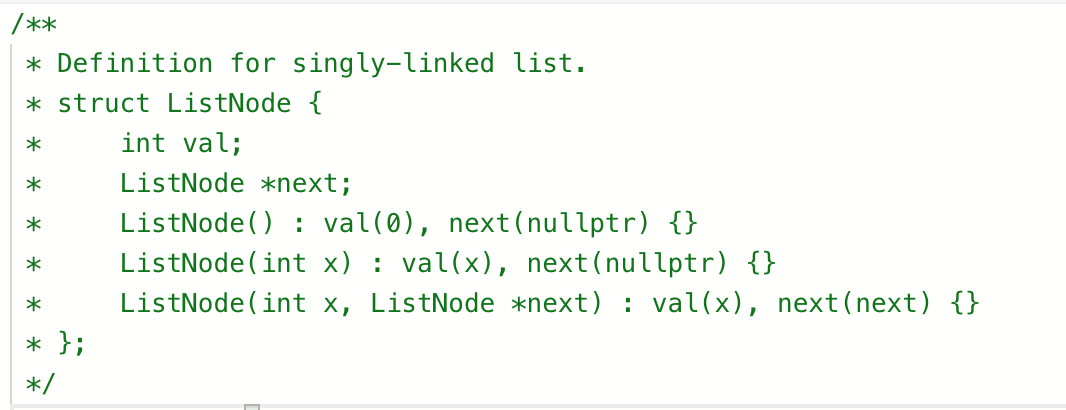 /**
 * Definition for singly-linked list.
 * struct ListNode {
 *     int val;
 *     ListNode *next;
 *     ListNode() : val(0), next(nullptr) {}
 *     ListNode(int x) : val(x), next(nullptr) {}
 *     ListNode(int x, ListNode *next) : val(x), next(next) {}
 * };
 */